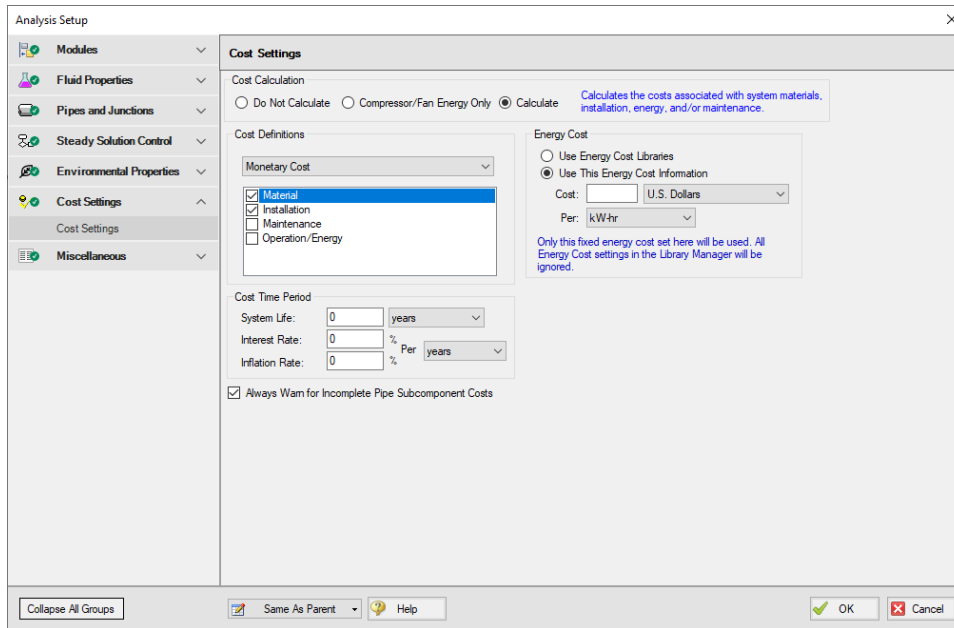 Analysis Setup
Modules
Fluid Properties
Pipes and Junctions
Steady Solution Control
Environmental Properties
Cost Settings
Cost Settings
Miscellaneous
Collapse All Groups
Cost Settings
Cost Calculation
Do Not Calculate
Compressor/Fan Energy Only
Calculate
Calculates the costs associated with system materials,
installation, energy, and/or maintenance.
Cost Definitions
Monetary Cost
Material
Installation
Maintenance
Operation/Energy
Energy Cost
Use Energy Cost Libraries
Use This Energy Cost Information
Cost: U.S. Dollars
Per: kW-hr
Only this fixed energy cost set here will be used. All
Energy Cost settings in the Library Manager will be
ignored.
Cost Time Period
System Life: 0 years
Interest Rate: 0 %
Per years
Inflation Rate: 0 %
Always Warn for Incomplete Pipe Subcomponent Costs
Same As Parent
Help
OK
Cancel